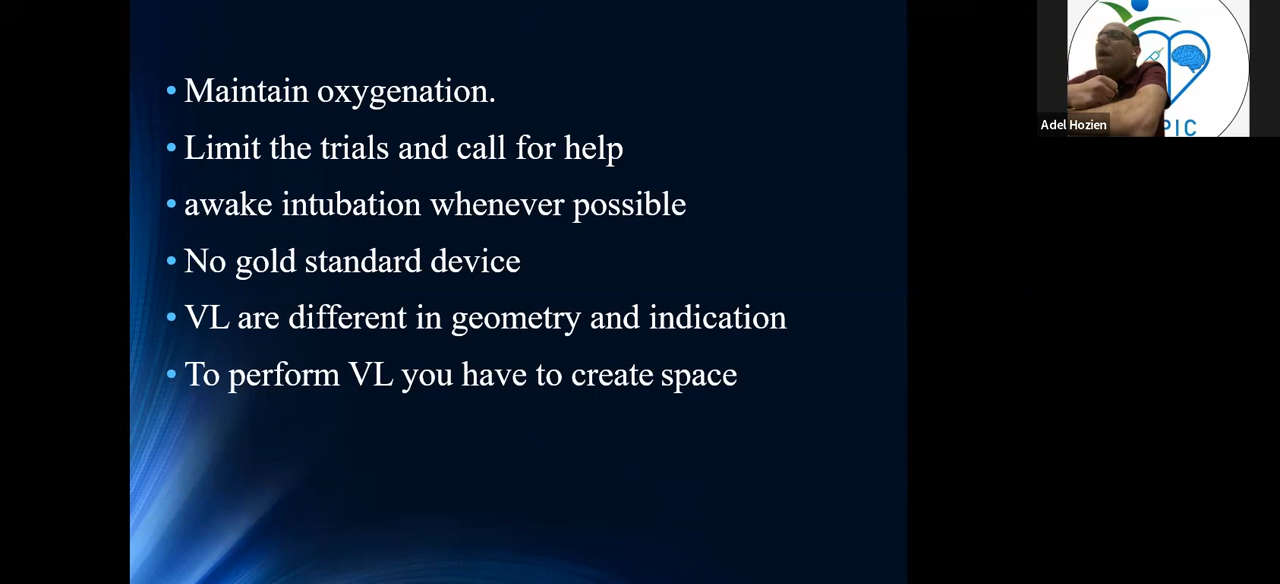 Maintain oxygenation.
Limit the trials and call for help
awake intubation whenever possible
No gold standard device
VL are different in geometry and indication
To perform VL you have to create space
Adel Hozien
PIC